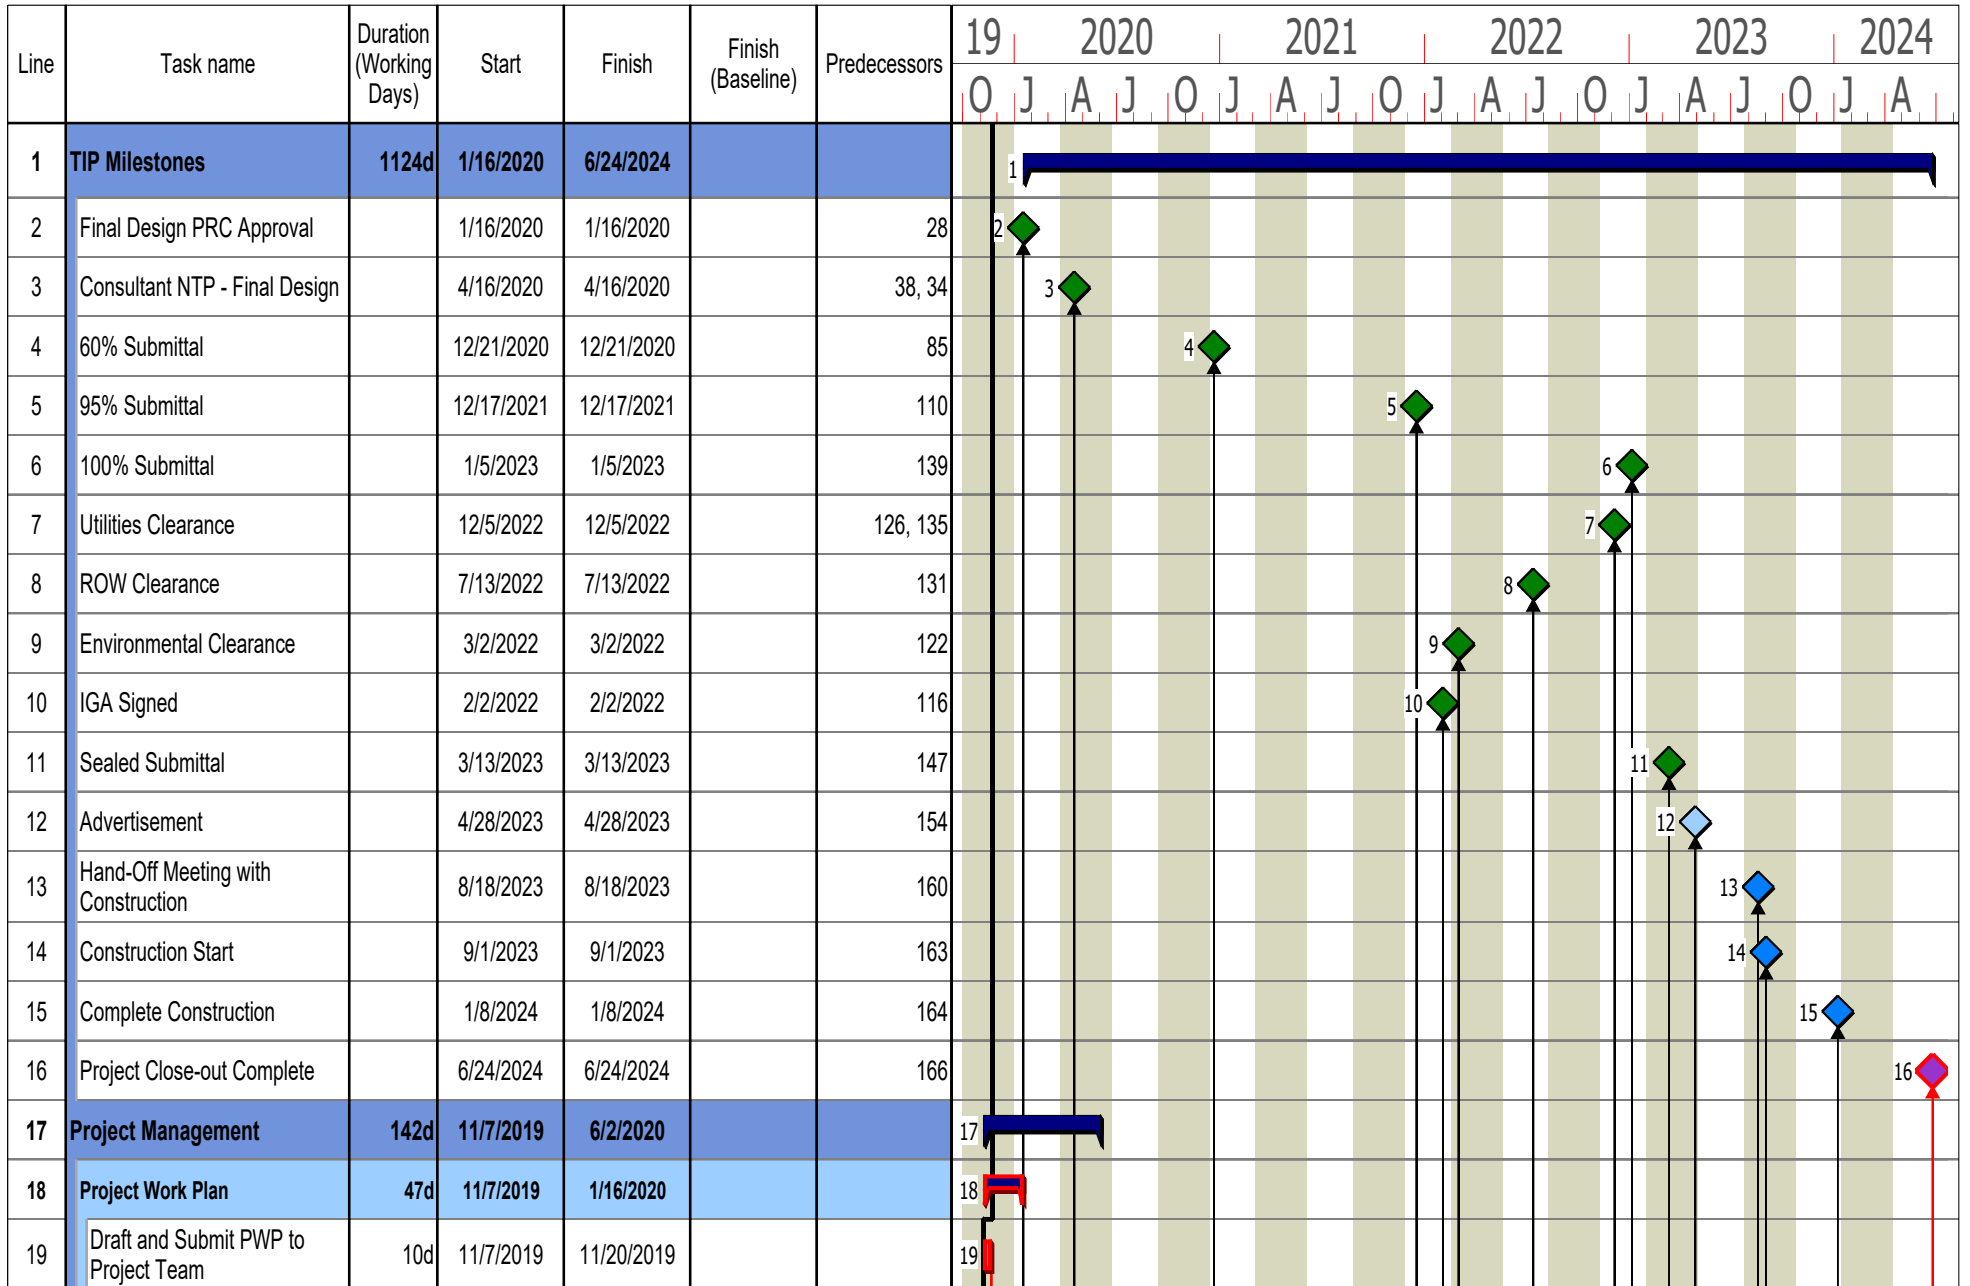 Line Task name Duration (Working Days) Start Finish Finish (Baseline) Predecessors
19 2020 2021 2022 2023 2024
O J A J O J A J O J A J O J A J O J A
1 TIP Milestones 1124d 1/16/2020 6/24/2024 1
2 Final Design PRC Approval 1/16/2020 1/16/2020 28 2
3 Consultant NTP - Final Design 4/16/2020 4/16/2020 38, 34 3
4 60% Submittal 12/21/2020 12/21/2020 85 4
5 95% Submittal 12/17/2021 12/17/2021 110 5
6 100% Submittal 1/5/2023 1/5/2023 139 6
7 Utilities Clearance 12/5/2022 12/5/2022 126, 135 7
8 ROW Clearance 7/13/2022 7/13/2022 131 8
9 Environmental Clearance 3/2/2022 3/2/2022 122 9
10 IGA Signed 2/2/2022 2/2/2022 116 10
11 Sealed Submittal 3/13/2023 3/13/2023 147 11
12 Advertisement 4/28/2023 4/28/2023 154 12
13 Hand-Off Meeting with Construction 8/18/2023 8/18/2023 160 13
14 Construction Start 9/1/2023 9/1/2023 163 14
15 Complete Construction 1/8/2024 1/8/2024 164 15
16 Project Close-out Complete 6/24/2024 6/24/2024 166 16
17 Project Management 142d 11/7/2019 6/2/2020 17
18 Project Work Plan 47d 11/7/2019 1/16/2020 18
19 Draft and Submit PWP to Project Team 10d 11/7/2019 11/20/2019 19